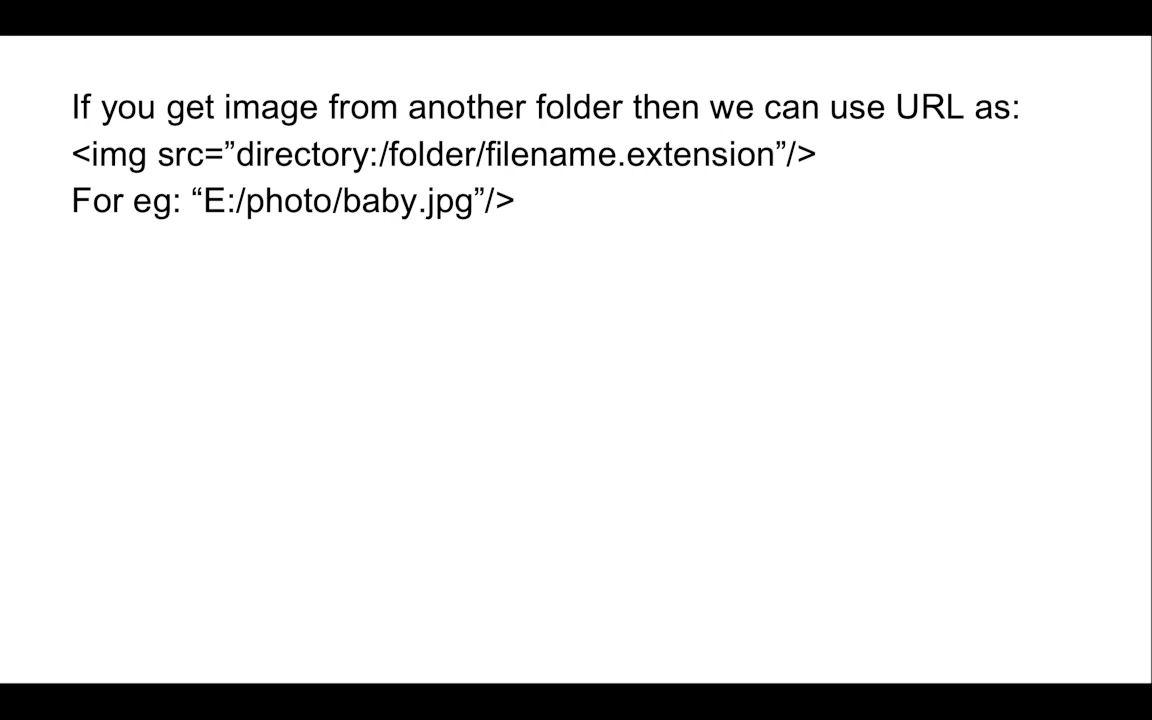 If you get image from another folder then we can use URL as:
<img src=”directory:/folder/filename.extension”/>
For eg: “E:/photo/baby.jpg”/>